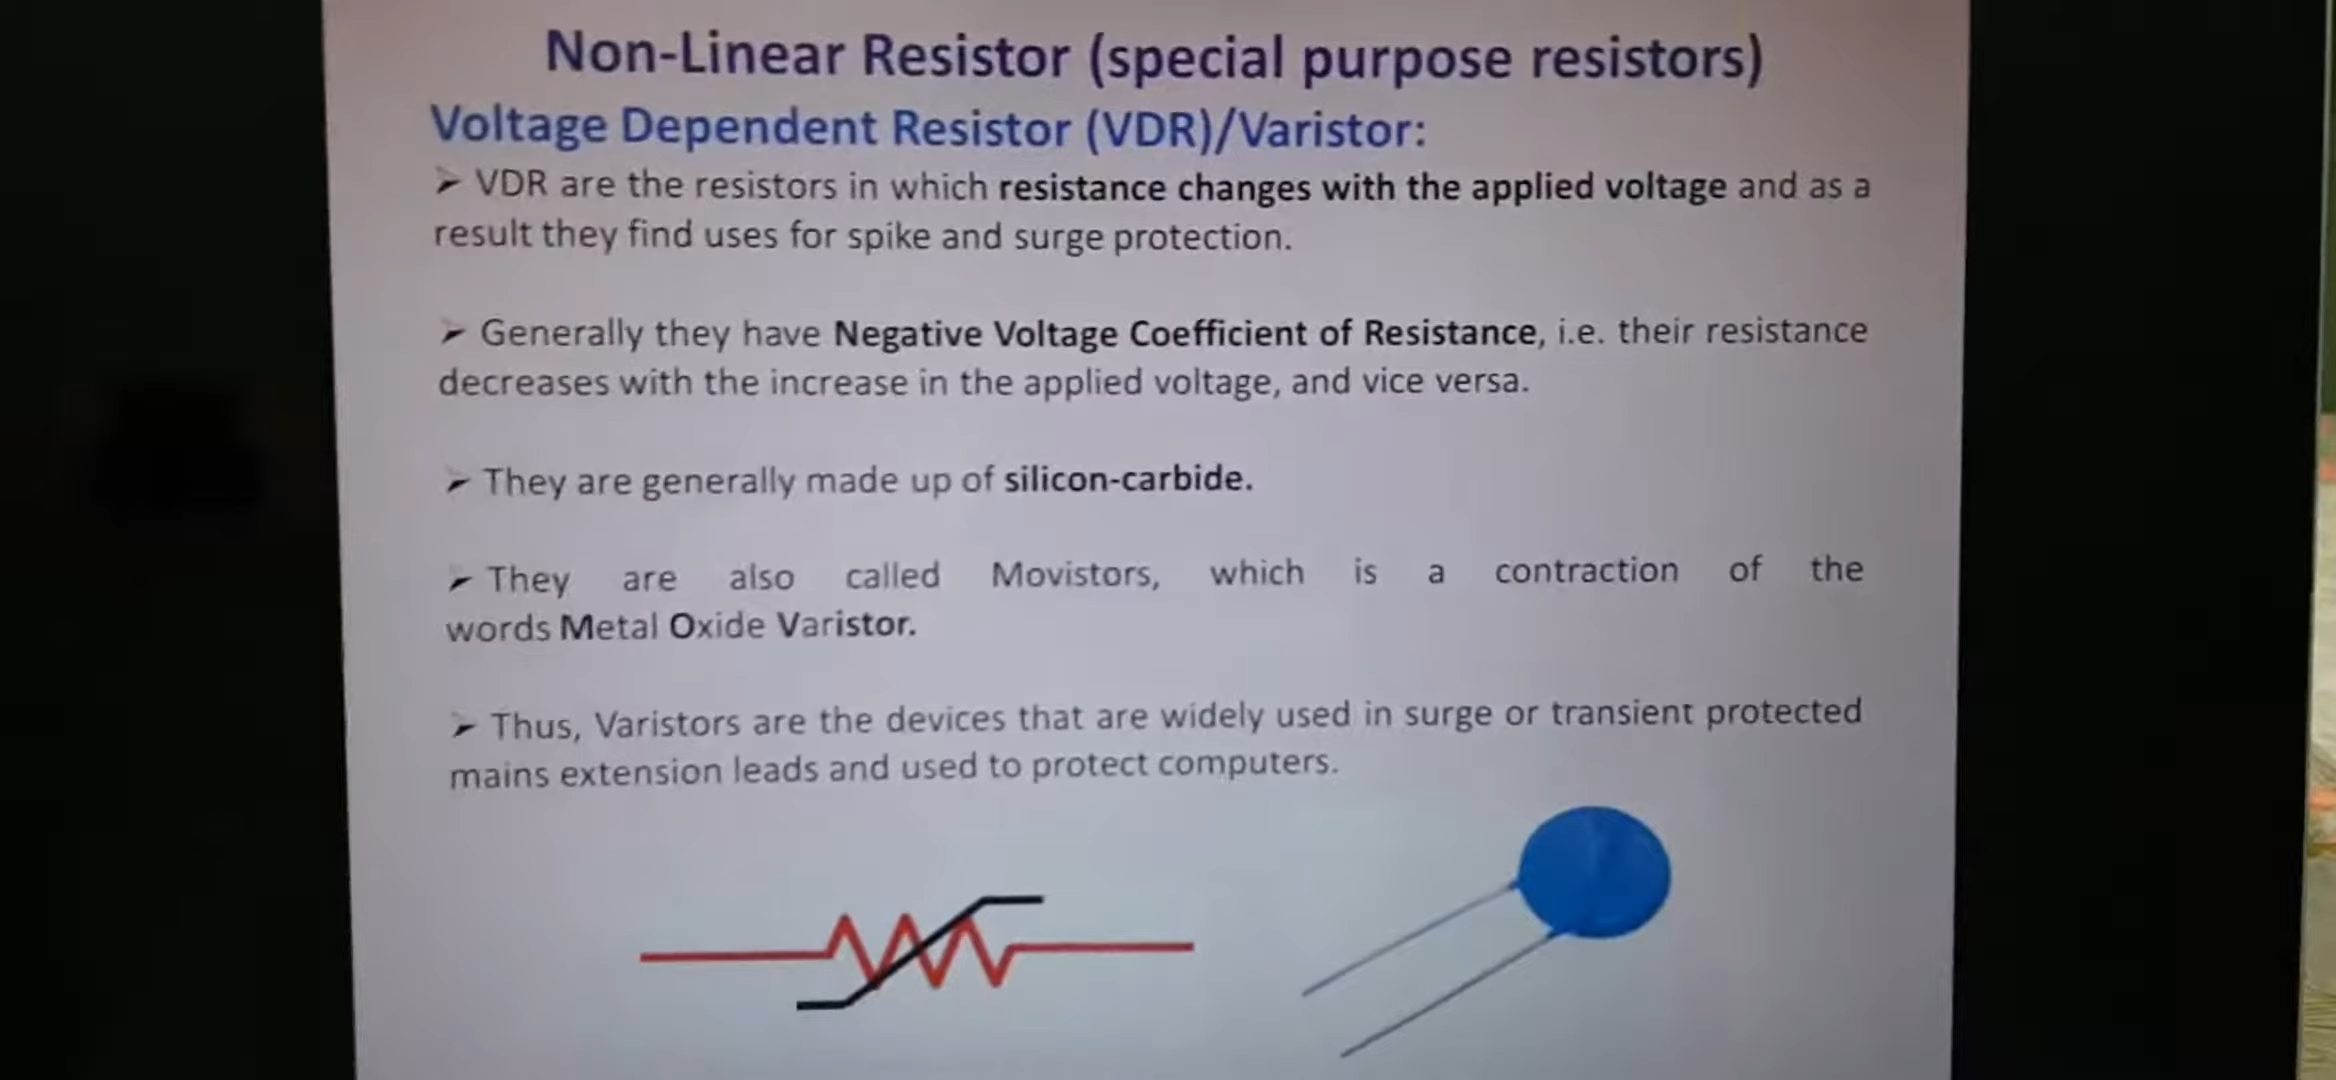 Non-Linear Resistor (special purpose resistors)
Voltage Dependent Resistor (VDR)/Varistor:
➢ VDR are the resistors in which resistance changes with the applied voltage and as a
result they find uses for spike and surge protection.
➢ Generally they have Negative Voltage Coefficient of Resistance, i.e. their resistance
decreases with the increase in the applied voltage, and vice versa.
➢ They are generally made up of silicon-carbide.
➢ They are also called Movistors, which is a contraction of the
words Metal Oxide Varistor.
➢ Thus, Varistors are the devices that are widely used in surge or transient protected
mains extension leads and used to protect computers.